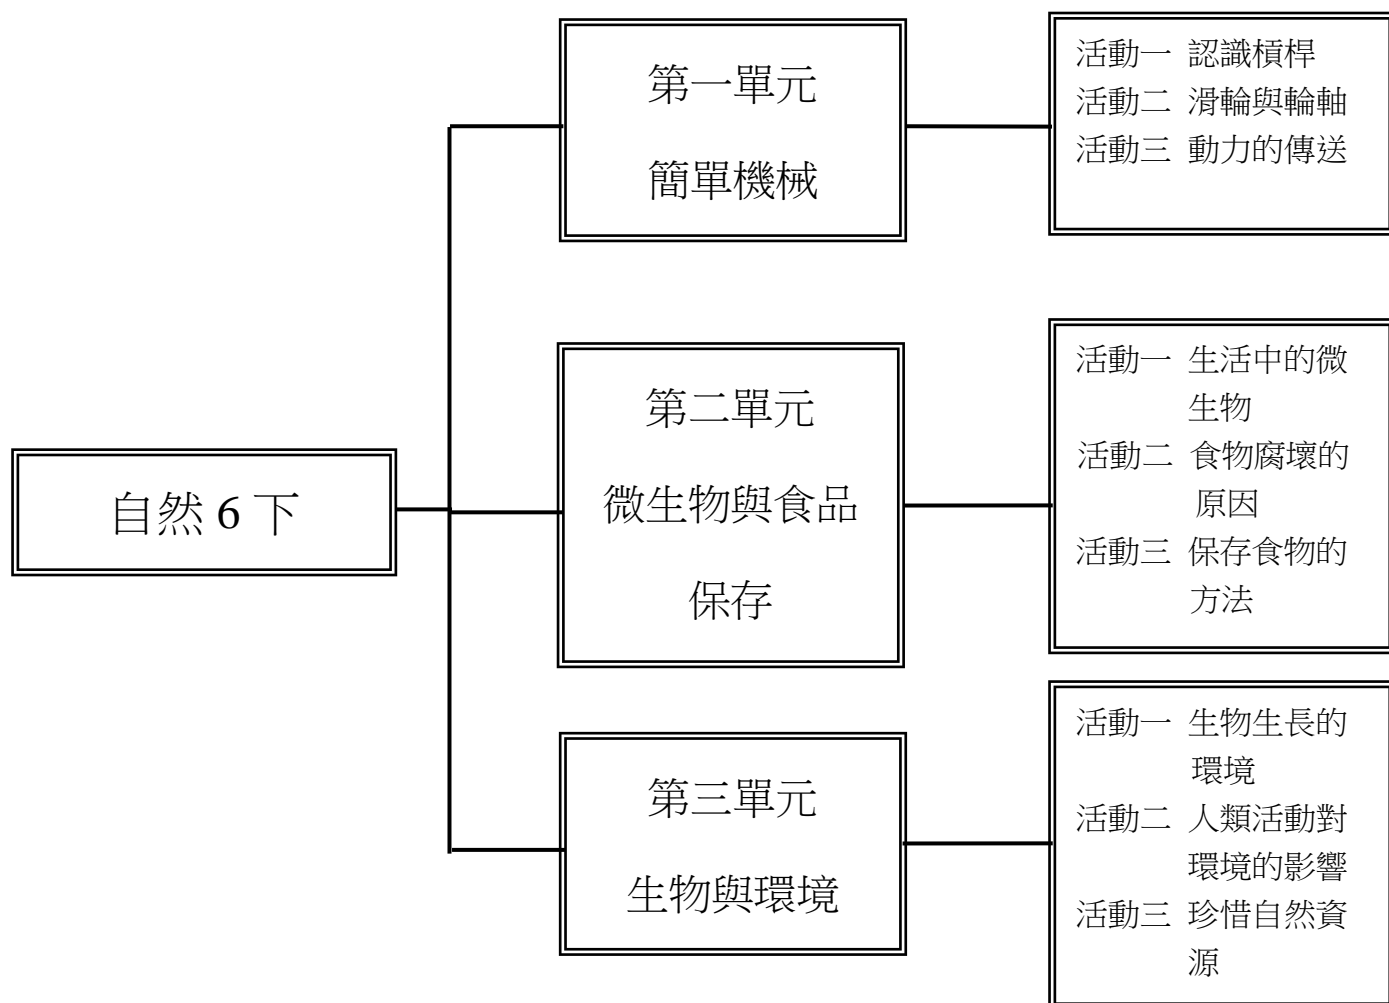 自然 6 下
第一單元
簡單機械
活動一 認識槓桿
活動二 滑輪與輪軸
活動三 動力的傳送
第二單元
微生物與食品
保存
活動一 生活中的微
生物
活動二 食物腐壞的
原因
活動三 保存食物的
方法
第三單元
生物與環境
活動一 生物生長的
環境
活動二 人類活動對
環境的影響
活動三 珍惜自然資
源